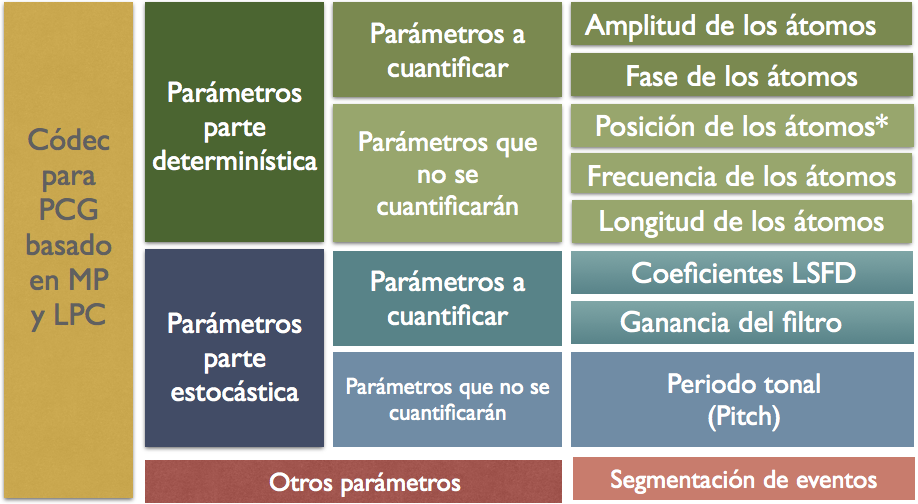 Códec
para
PCG
basado
en MP
y LPC
Parámetros
parte
determinística
Parámetros a
cuantificar
Amplitud de los átomos
Fase de los átomos
Parámetros que
no se
cuantificarán
Posición de los átomos*
Frecuencia de los átomos
Longitud de los átomos
Parámetros
parte
estocástica
Parámetros a
cuantificar
Coeficientes LSFD
Ganancia del filtro
Parámetros que no se
cuantificarán
Periodo tonal
(Pitch)
Otros parámetros
Segmentación de eventos